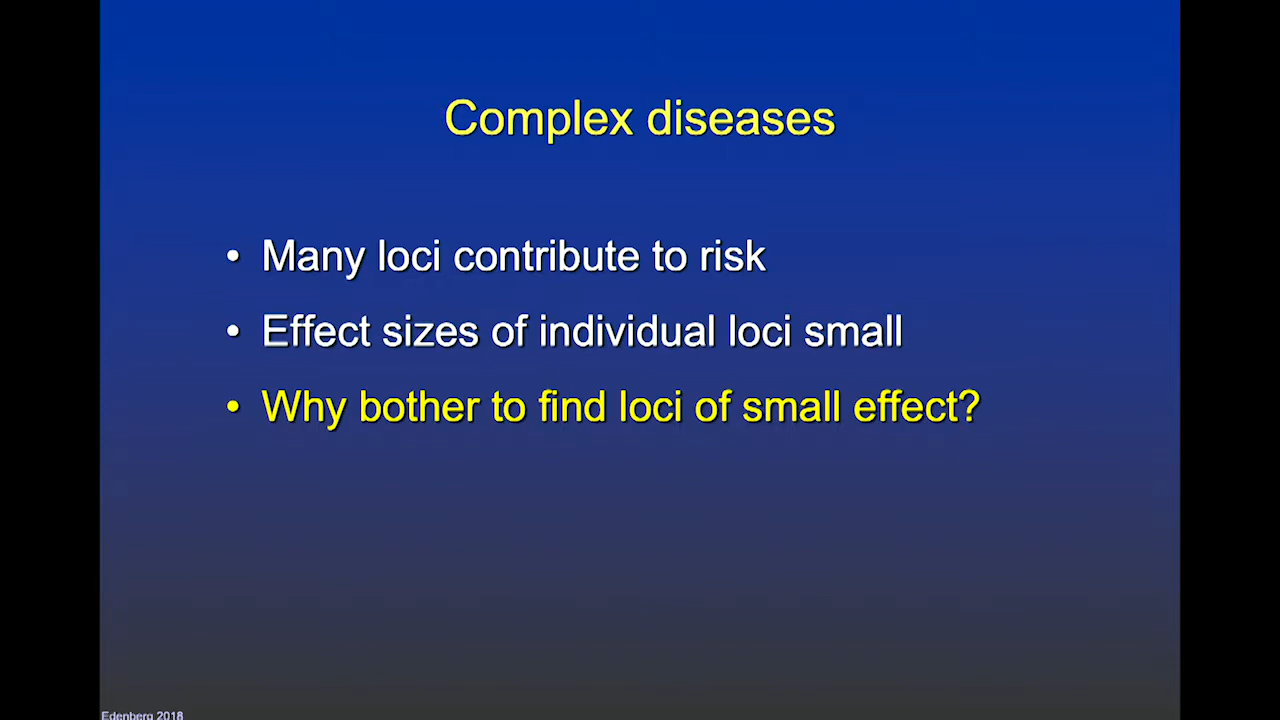 Complex diseases
• Many loci contribute to risk
• Effect sizes of individual loci small
• Why bother to find loci of small effect?
Edenberg 2018